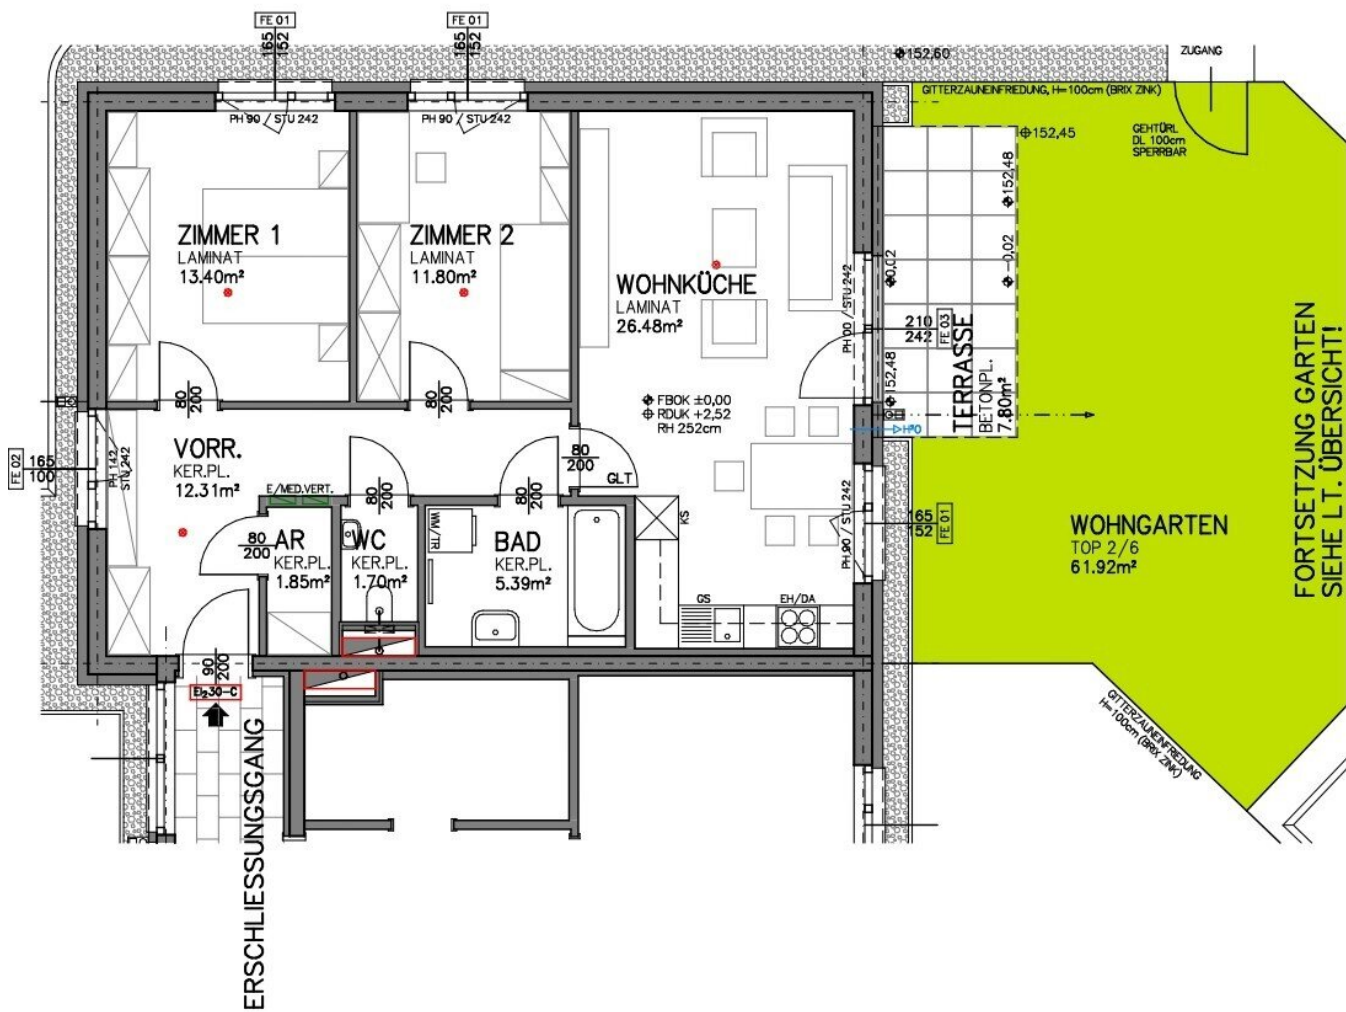 FE 01
165
152
FE 01
165
152
ZUGANG
152,60
GITTERZAUNEINFRIEDUNG, H=100cm (BRIX ZINK)
PH 90 / STU 242
PH 90 / STU 242
152,45
GEHTÜRL
DL 100cm
SPERRBAR
152,48
-0,02
ZIMMER 1
LAMINAT
13.40m²
ZIMMER 2
LAMINAT
11.80m²
WOHNKÜCHE
LAMINAT
26.48m²
PH 00 / STU 242
0,02
210
242
FE 03
152,48
TERRASSE
BETONPL.
7.80m²
FORTSETZUNG GARTEN
SIEHE LT. ÜBERSICHT!
80
200
80
200
FBOK ±0,00
RDUK +2,52
RH 252cm
FE 02
165
100
PH 142
STU 242
VORR.
KER.PL.
12.31m²
E/MED.VERT.
80
200
80
200
80
200
GLT
KS
PH 90 / STU 242
165
152
FE 01
WOHNGARTEN
TOP 2/6
61.92m²
80
200
AR
KER.PL.
1.85m²
WC
KER.PL.
1.70m²
WM/TR
BAD
KER.PL.
5.39m²
GS
EH/DA
90
200
EI₂30-C
GITTERZAUNEINFRIEDUNG
H=100cm (BRIX ZINK)
ERSCHLIESSUNGSGANG